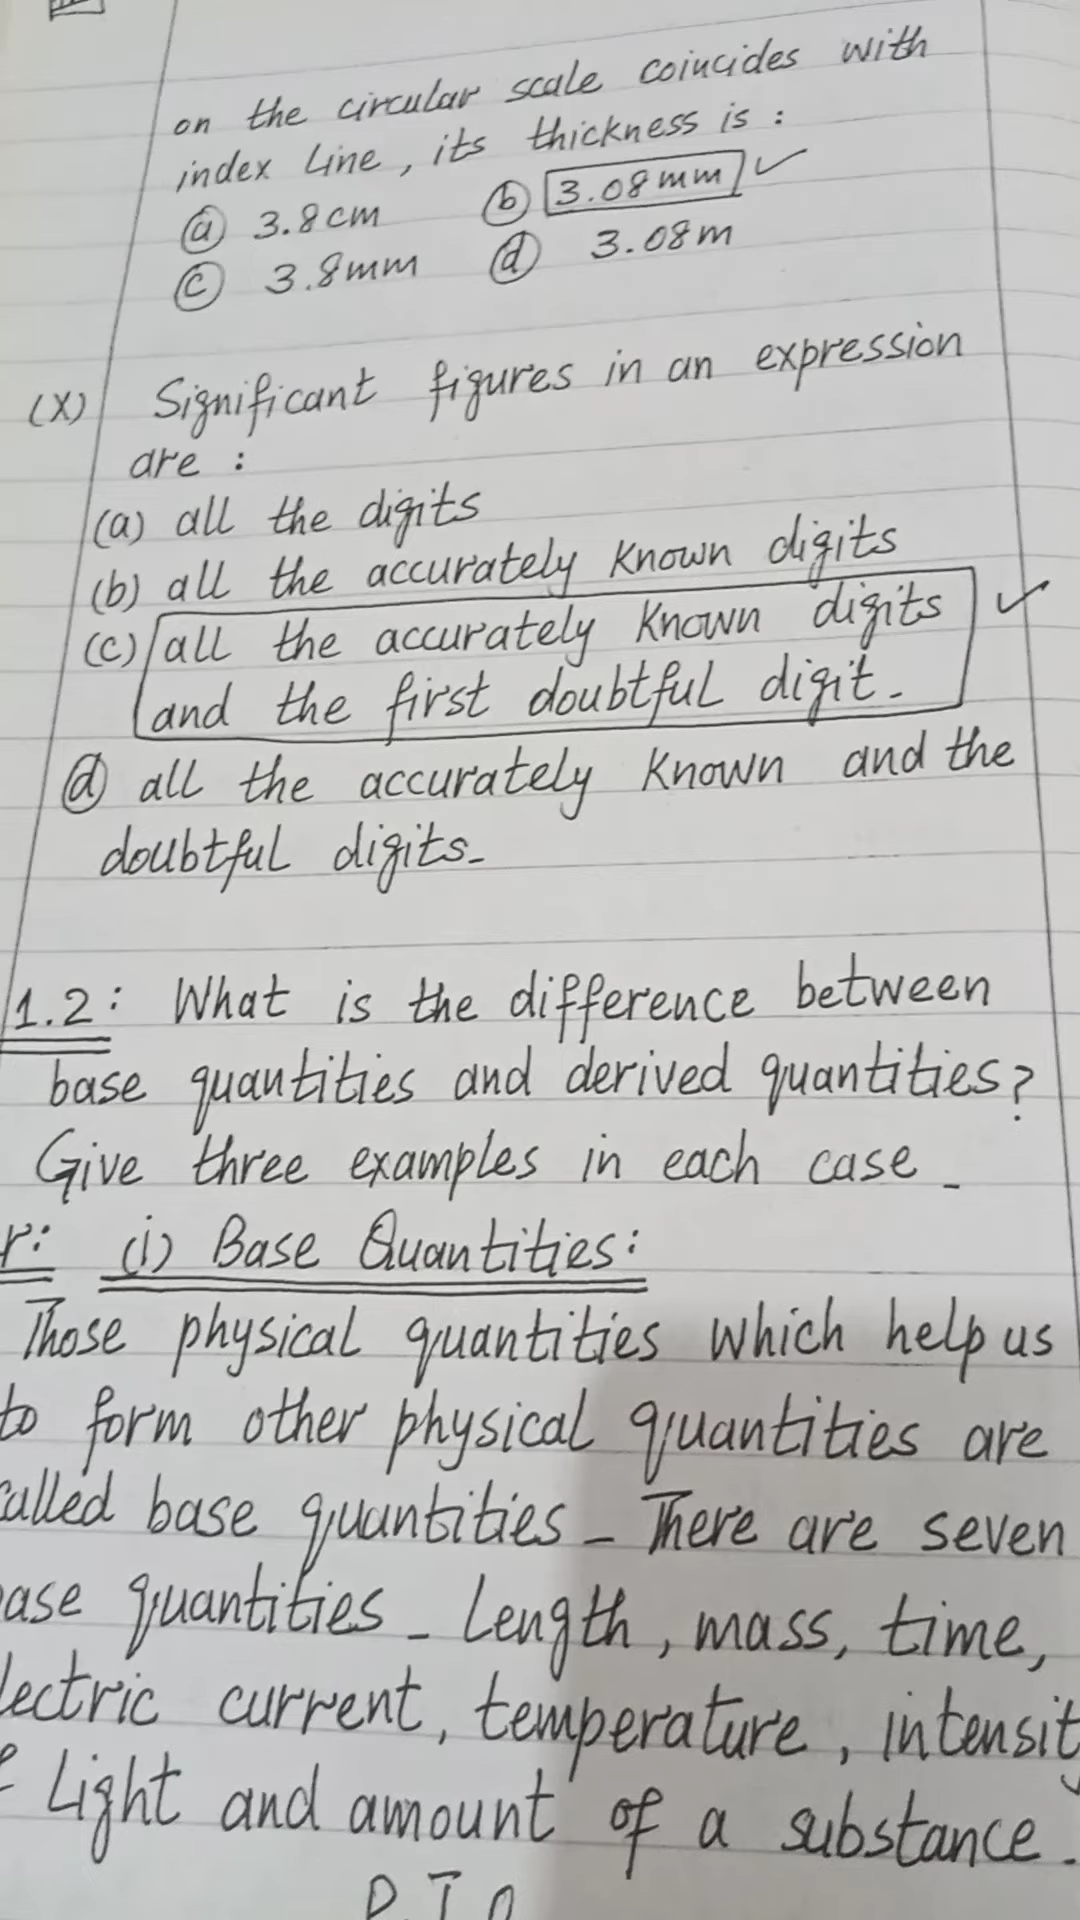 on the circular scale coincides with
index Line, its thickness is :
(a) 3.8cm (b) 3.08mm ✓
(c) 3.8mm (d) 3.08m
(X) Significant figures in an expression
are :
(a) all the digits
(b) all the accurately known digits
(c) all the accurately known digits ✓
and the first doubtful digit.
(d) all the accurately known and the
doubtful digits.
1.2: What is the difference between
base quantities and derived quantities?
Give three examples in each case.
r: (i) Base Quantities:
Those physical quantities which help us
to form other physical quantities are
called base quantities. There are seven
ase quantities. Length, mass, time,
lectric current, temperature, intensit
Light and amount of a substance.
P.T.O